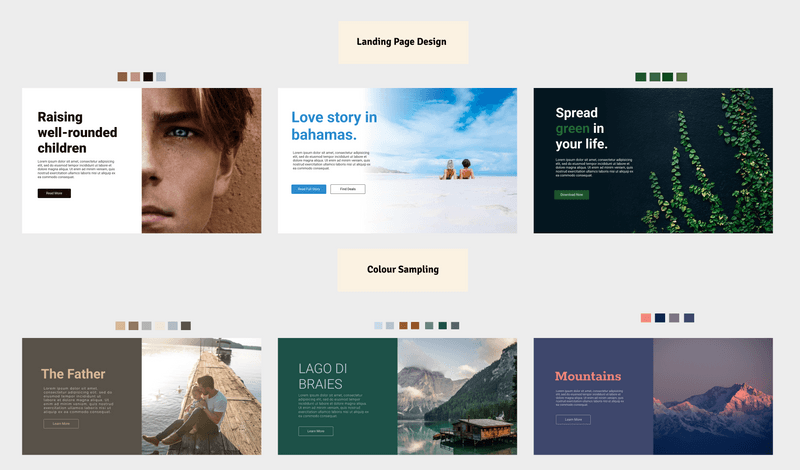 Landing Page Design
Raising
well-rounded
children
Lorem ipsum dolor sit amet, consectetur adipiscing
elit, sed do eiusmod tempor incididunt ut labore et
dolore magna aliqua. Ut enim ad minim veniam, quis
nostrud exercitation ullamco laboris nisi ut aliquip ex
ea commodo consequat.
Read More
Love story in
bahamas.
Lorem ipsum dolor sit amet, consectetur adipiscing
elit, sed do eiusmod tempor incididunt ut labore et
dolore magna aliqua. Ut enim ad minim veniam, quis
nostrud exercitation ullamco laboris nisi ut aliquip ex
ea commodo consequat.
Read Full Story
Find Deals
Spread
green in
your life.
Lorem ipsum dolor sit amet, consectetur adipiscing
elit, sed do eiusmod tempor incididunt ut labore et
dolore magna aliqua. Ut enim ad minim veniam, quis
nostrud exercitation ullamco laboris nisi ut aliquip ex
ea commodo consequat.
Download Now
Colour Sampling
The Father
Lorem ipsum dolor sit amet, consectetur
adipiscing elit, sed do eiusmod tempor
incididunt ut labore et dolore magna
aliqua. Ut enim ad minim veniam, quis
nostrud exercitation ullamco laboris nisi
ut aliquip ex ea commodo consequat.
Learn More
LAGO DI
BRAIES
Lorem ipsum dolor sit amet, consectetur
adipiscing elit, sed do eiusmod tempor
incididunt ut labore et dolore magna
aliqua. Ut enim ad minim veniam, quis
nostrud exercitation ullamco laboris nisi
ut aliquip ex ea commodo consequat.
Learn More
Mountains
Lorem ipsum dolor sit amet, consectetur adipiscing
elit, sed do eiusmod tempor incididunt ut labore et
dolore magna aliqua. Ut enim ad minim veniam, quis
nostrud exercitation ullamco laboris nisi ut aliquip ex
ea commodo consequat.
Learn More